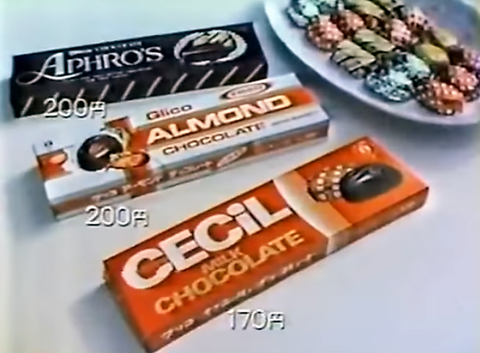 CHOCOLATE
APHRO'S
200円
Glico
ALMOND
CHOCOLATE
200円
CECiL
MILK
CHOCOLATE
170円